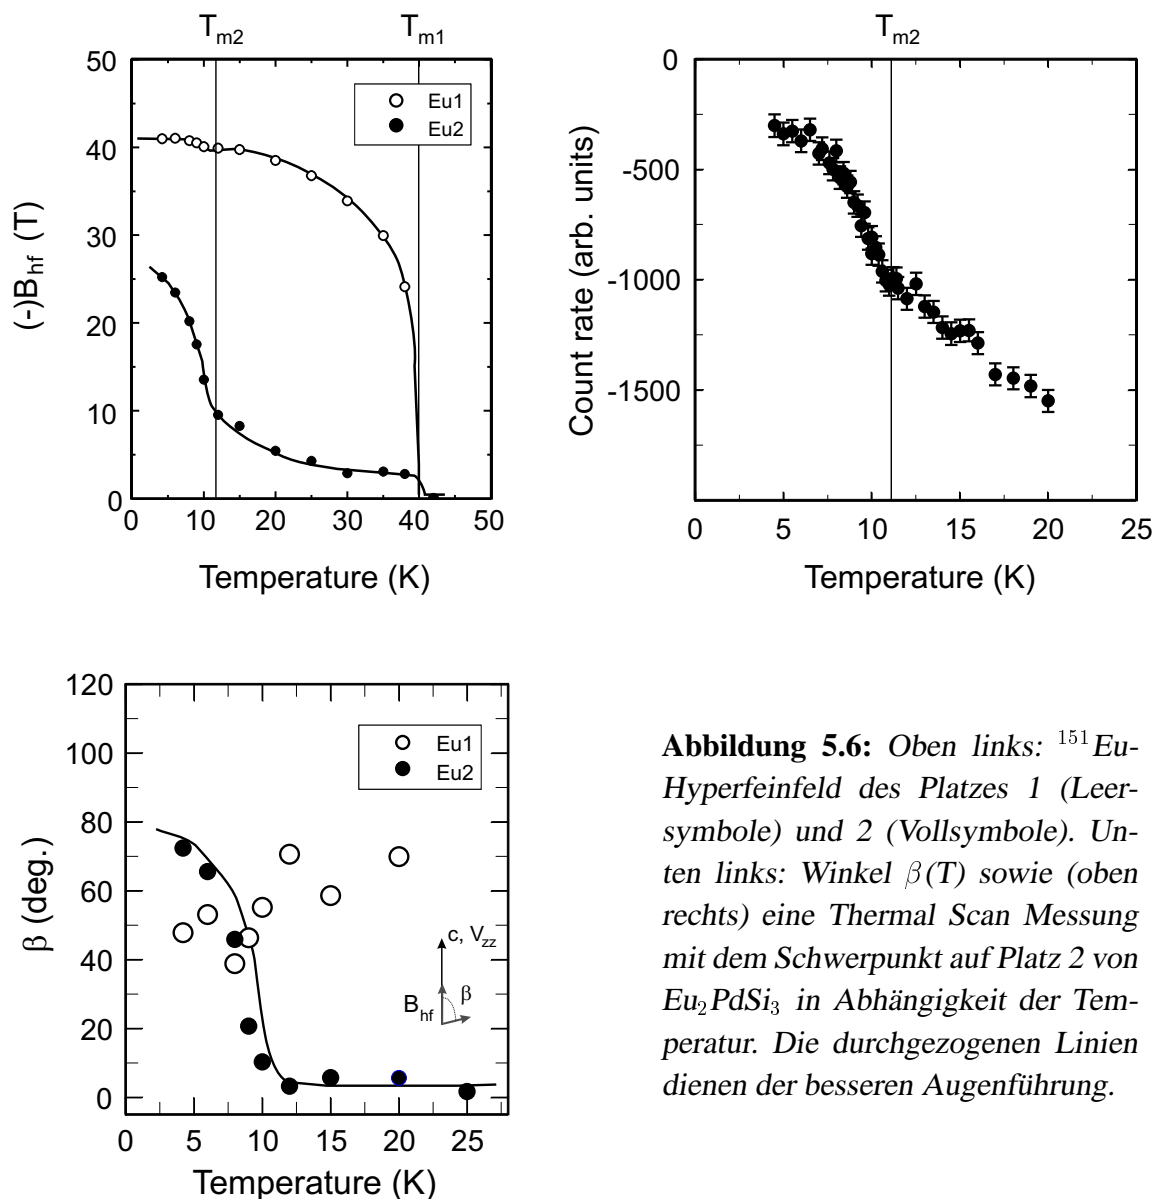 T_m2 T_m1
50
40
30
20
10
0
(-)B_hf (T)
Eu1
Eu2
0 10 20 30 40 50
Temperature (K)
T_m2
0
-500
-1000
-1500
Count rate (arb. units)
0 5 10 15 20 25
Temperature (K)
120
100
80
60
40
20
0
β (deg.)
Eu1
Eu2
c, V_zz
β
B_hf
0 5 10 15 20 25
Temperature (K)
Abbildung 5.6: Oben links: ¹⁵¹Eu-
Hyperfeinfeld des Platzes 1 (Leer-
symbole) und 2 (Vollsymbole). Un-
ten links: Winkel β(T) sowie (oben
rechts) eine Thermal Scan Messung
mit dem Schwerpunkt auf Platz 2 von
Eu₂PdSi₃ in Abhängigkeit der Tem-
peratur. Die durchgezogenen Linien
dienen der besseren Augenführung.